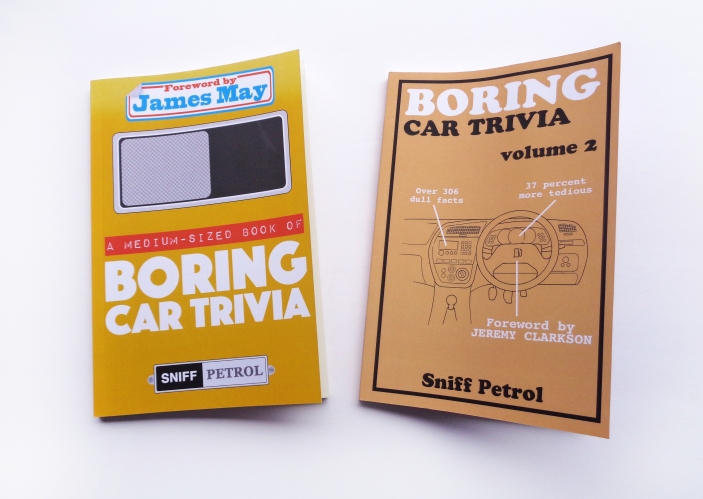 Foreword by
James May
A MEDIUM-SIZED BOOK OF
BORING
CAR TRIVIA
SNIFF PETROL
BORING
CAR TRIVIA
volume 2
Over 306
dull facts
37 percent
more tedious
Foreword by
JEREMY CLARKSON
Sniff Petrol